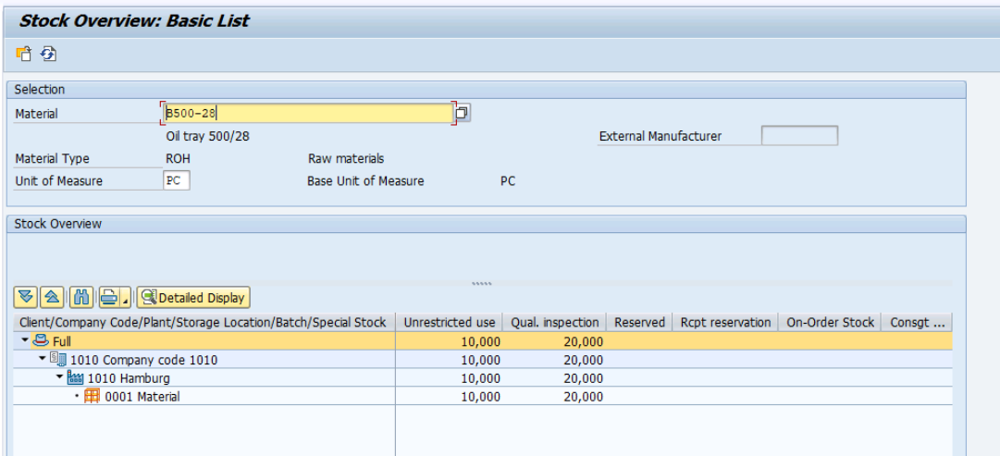 Stock Overview: Basic List
Selection
Material B500-28
Oil tray 500/28 External Manufacturer
Material Type ROH Raw materials
Unit of Measure PC Base Unit of Measure PC
Stock Overview
Detailed Display
Client/Company Code/Plant/Storage Location/Batch/Special Stock Unrestricted use Qual. inspection Reserved Rcpt reservation On-Order Stock Consgt ...
Full 10,000 20,000
1010 Company code 1010 10,000 20,000
1010 Hamburg 10,000 20,000
0001 Material 10,000 20,000